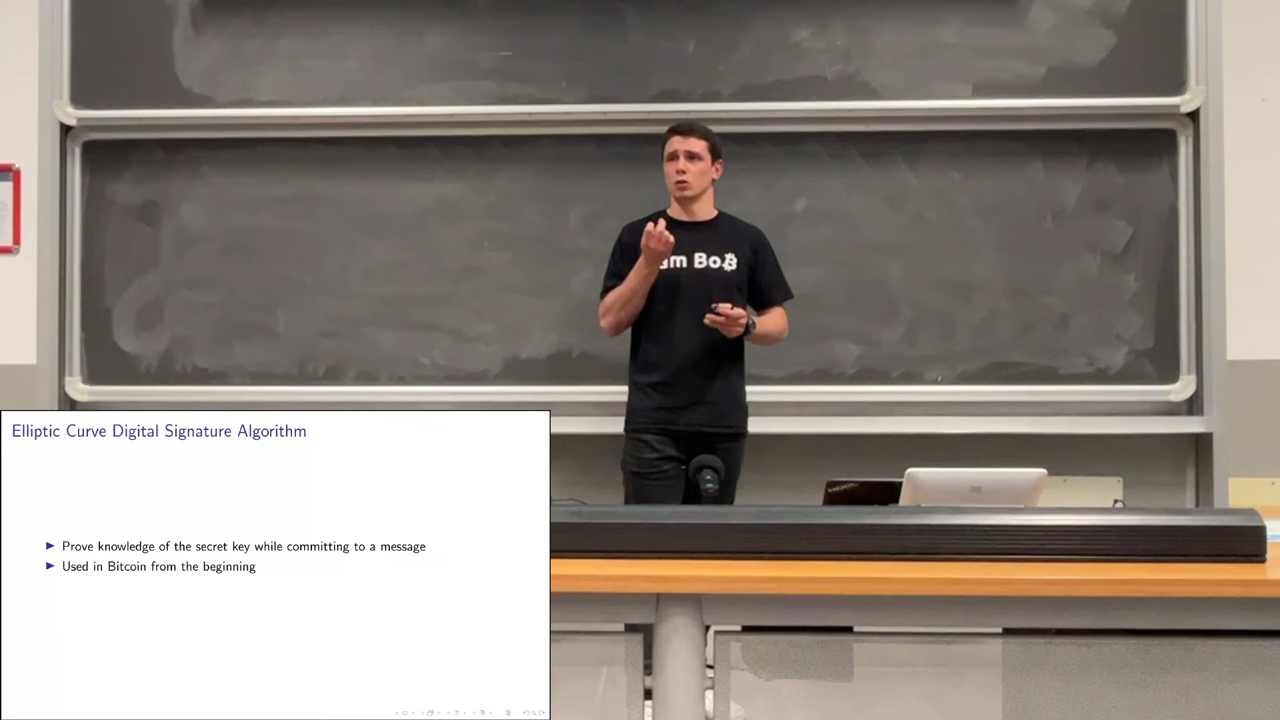 am Bo₿
Elliptic Curve Digital Signature Algorithm
▶ Prove knowledge of the secret key while committing to a message
▶ Used in Bitcoin from the beginning